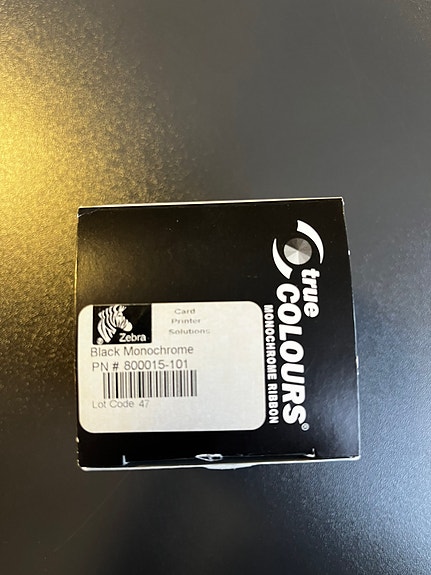 Zebra
Card
Printer
Solutions
Black Monochrome
PN # 800015-101
Lot Code 47
true
COLOURS®
MONOCHROME RIBBON